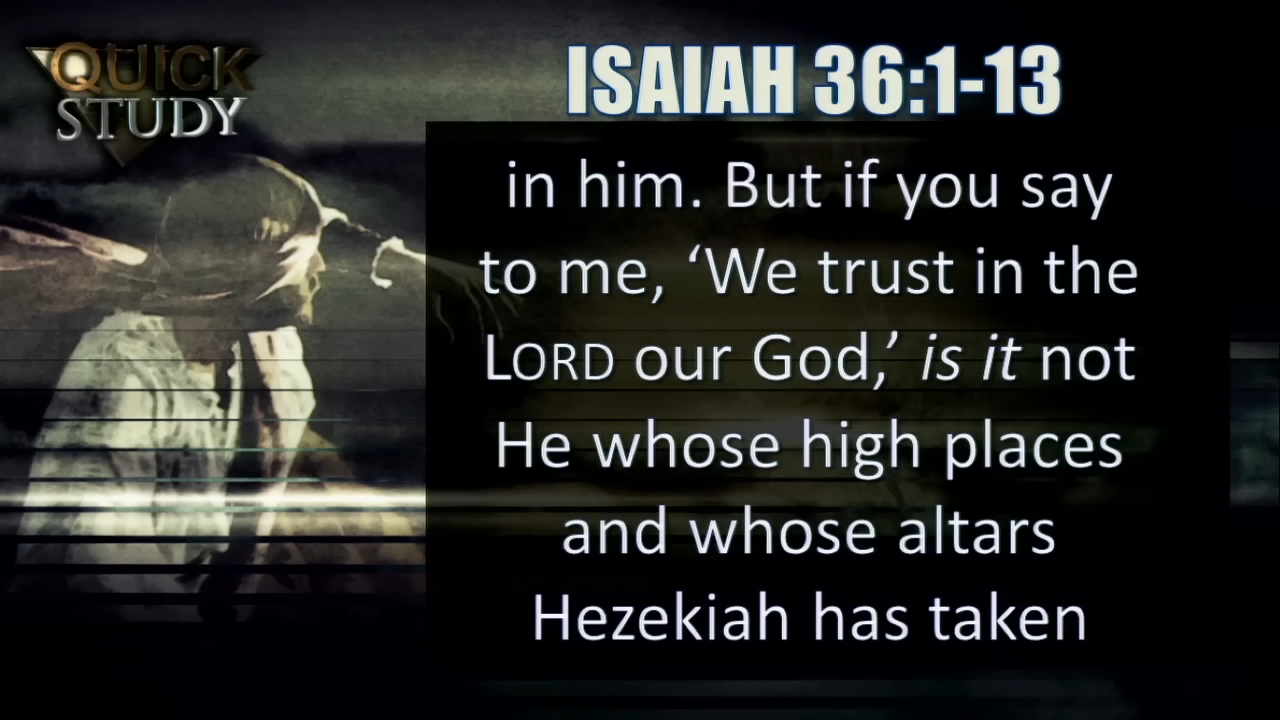 QUICK
STUDY
ISAIAH 36:1-13
in him. But if you say
to me, ‘We trust in the
LORD our God,’ is it not
He whose high places
and whose altars
Hezekiah has taken